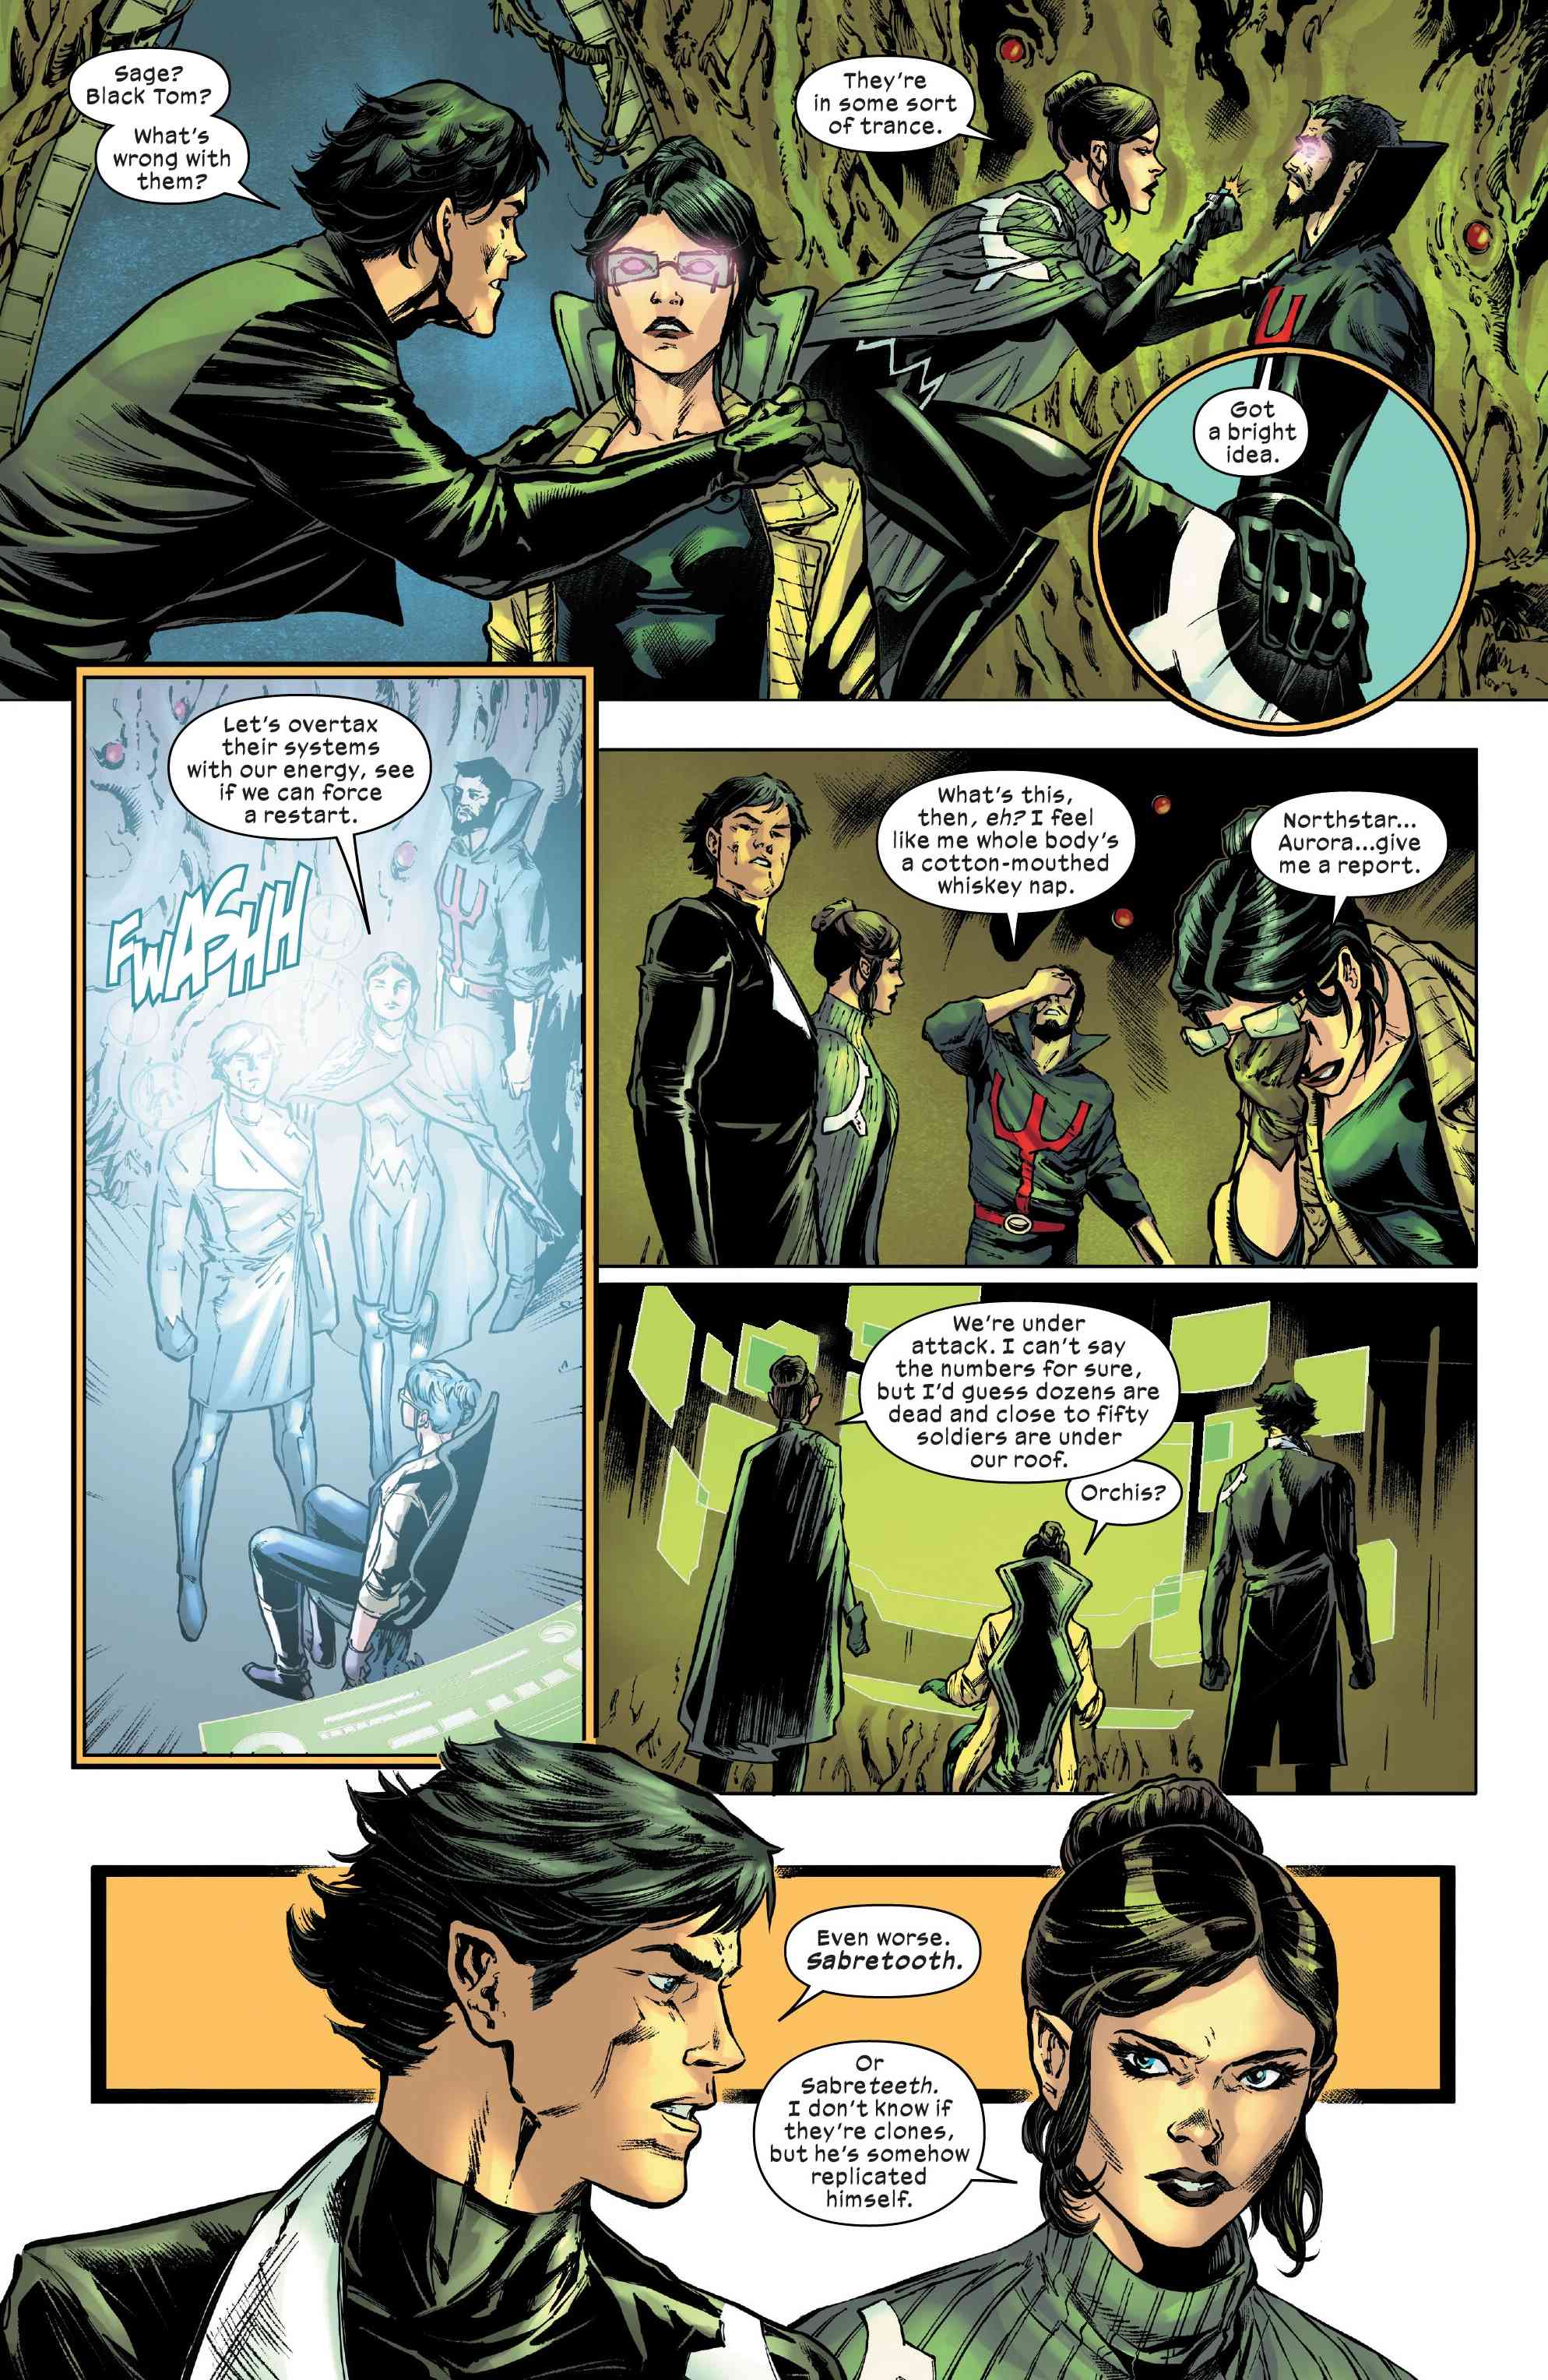 Sage?
Black Tom?
What's
wrong with
them?
They're
in some sort
of trance.
Got
a bright
idea.
Let's overtax
their systems
with our energy, see
if we can force
a restart.
FWASHH
What's this,
then, eh? I feel
like me whole body's
a cotton-mouthed
whiskey nap.
Northstar...
Aurora...give
me a report.
We're under
attack. I can't say
the numbers for sure,
but I'd guess dozens are
dead and close to fifty
soldiers are under
our roof.
Orchis?
Even worse.
Sabretooth.
Or
Sabreteeth.
I don't know if
they're clones,
but he's somehow
replicated
himself.